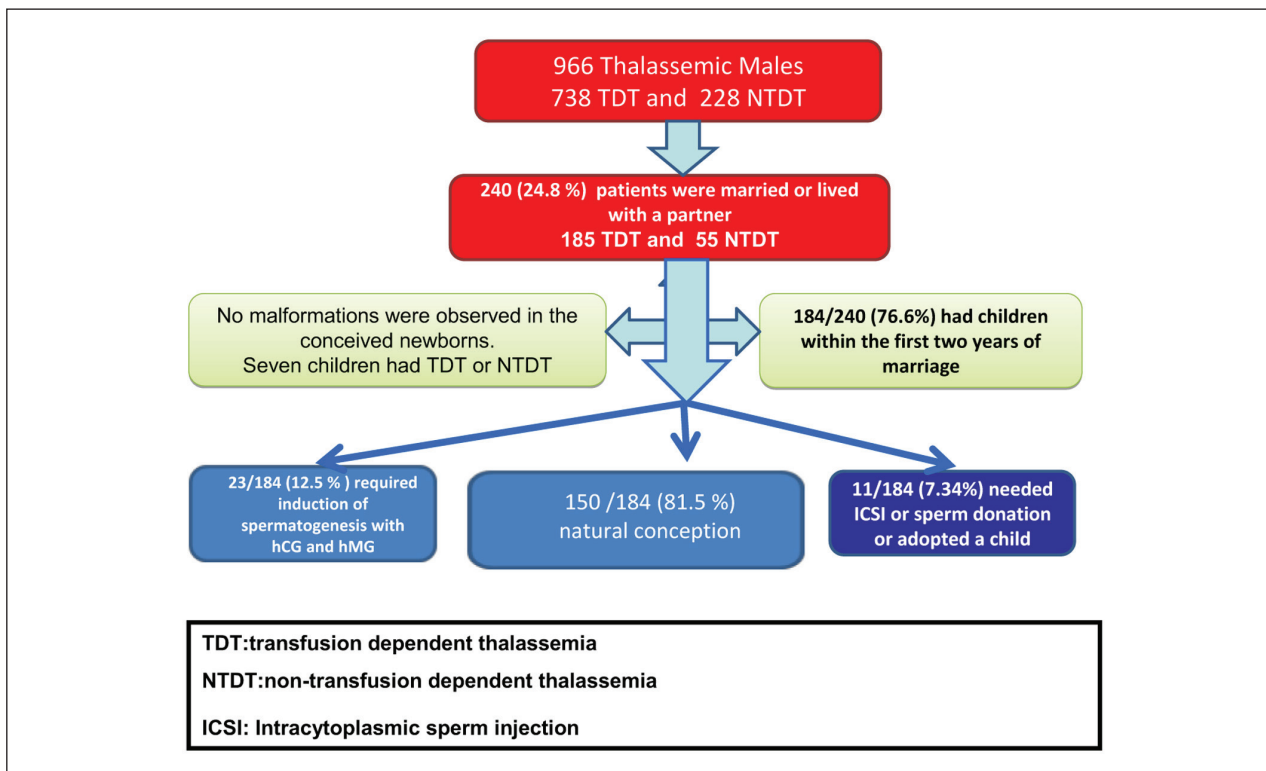 966 Thalassemic Males
738 TDT and 228 NTDT
240 (24.8 %) patients were married or lived
with a partner
185 TDT and 55 NTDT
No malformations were observed in the
conceived newborns.
Seven children had TDT or NTDT
184/240 (76.6%) had children
within the first two years of
marriage
23/184 (12.5 % ) required
induction of
spermatogenesis with
hCG and hMG
150 /184 (81.5 %)
natural conception
11/184 (7.34%) needed
ICSI or sperm donation
or adopted a child
TDT:transfusion dependent thalassemia
NTDT:non-transfusion dependent thalassemia
ICSI: Intracytoplasmic sperm injection